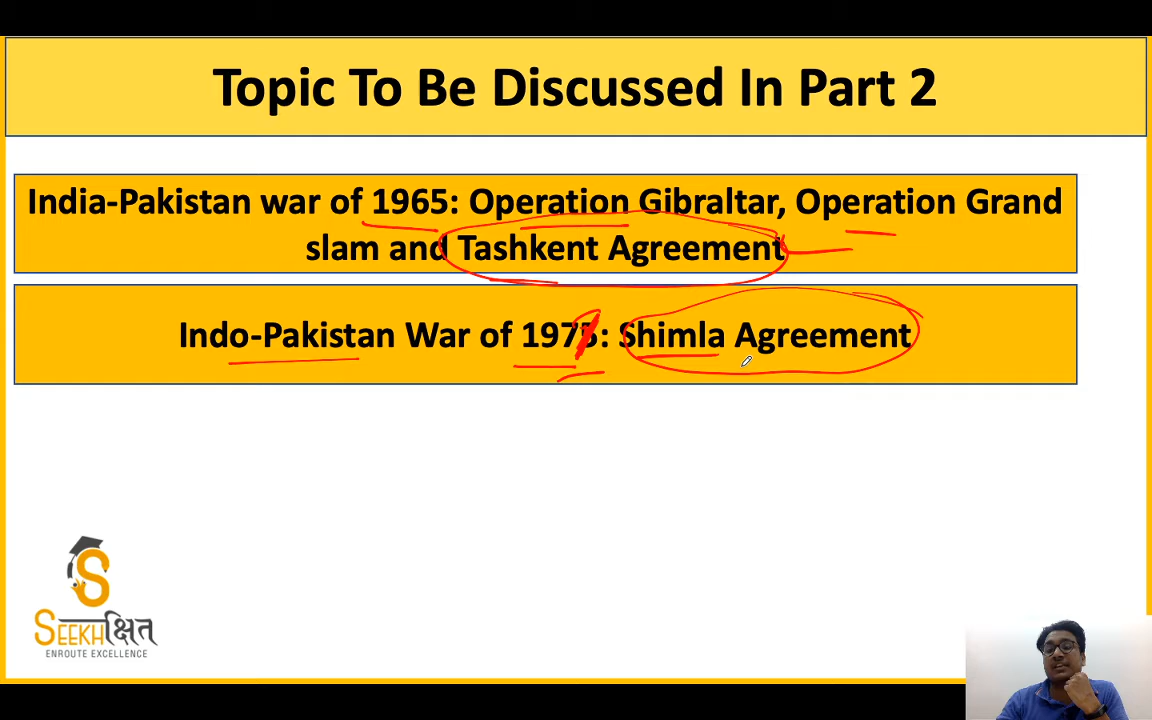 Topic To Be Discussed In Part 2
India-Pakistan war of 1965: Operation Gibraltar, Operation Grand
slam and Tashkent Agreement
Indo-Pakistan War of 1975: Shimla Agreement
SEEKHक्षित
ENROUTE EXCELLENCE